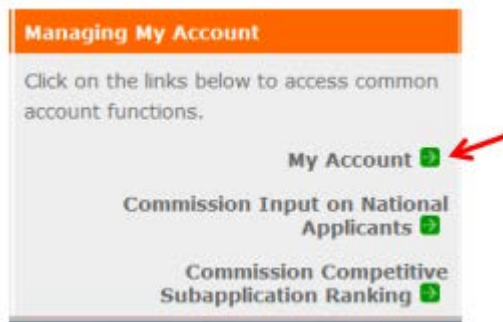 Managing My Account
Click on the links below to access common
account functions.
My Account
Commission Input on National
Applicants
Commission Competitive
Subapplication Ranking